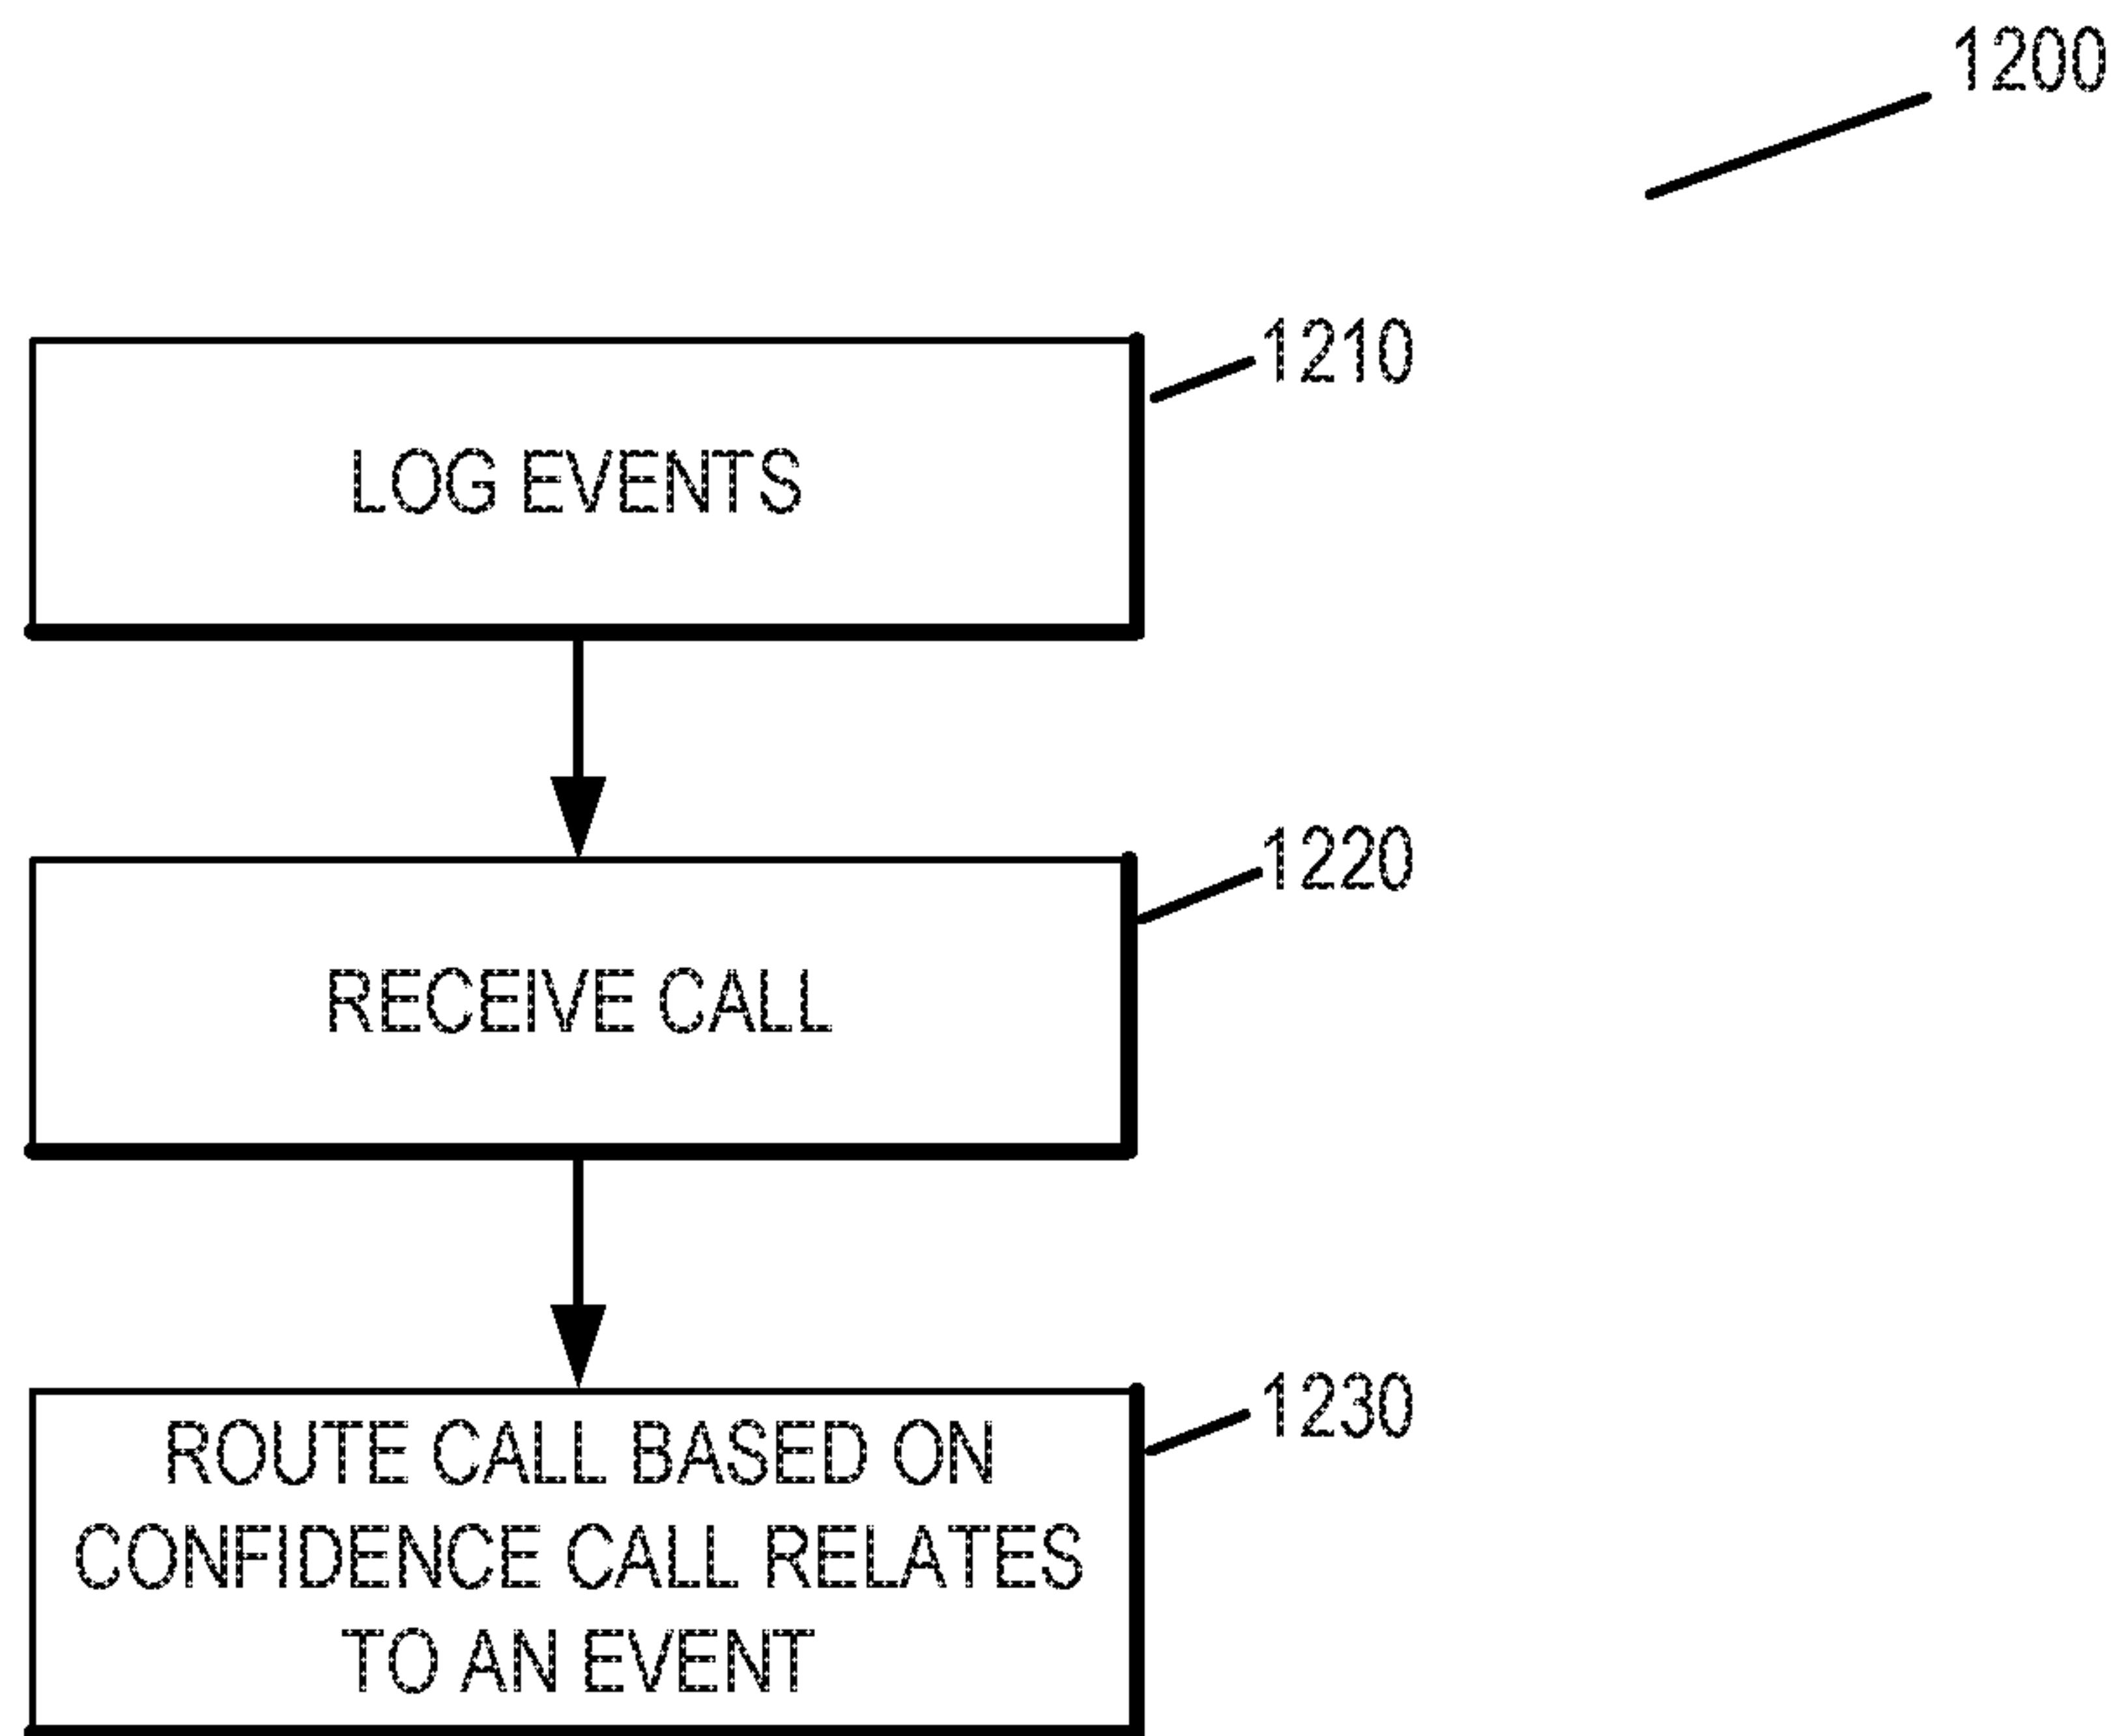 1200
1210
LOG EVENTS
1220
RECEIVE CALL
1230
ROUTE CALL BASED ON
CONFIDENCE CALL RELATES
TO AN EVENT